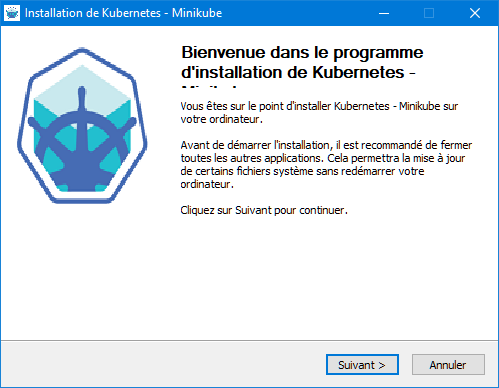 Installation de Kubernetes - Minikube
Bienvenue dans le programme
d'installation de Kubernetes -
Vous êtes sur le point d'installer Kubernetes - Minikube sur
votre ordinateur.
Avant de démarrer l'installation, il est recommandé de fermer
toutes les autres applications. Cela permettra la mise à jour
de certains fichiers système sans redémarrer votre
ordinateur.
Cliquez sur Suivant pour continuer.
Suivant >
Annuler